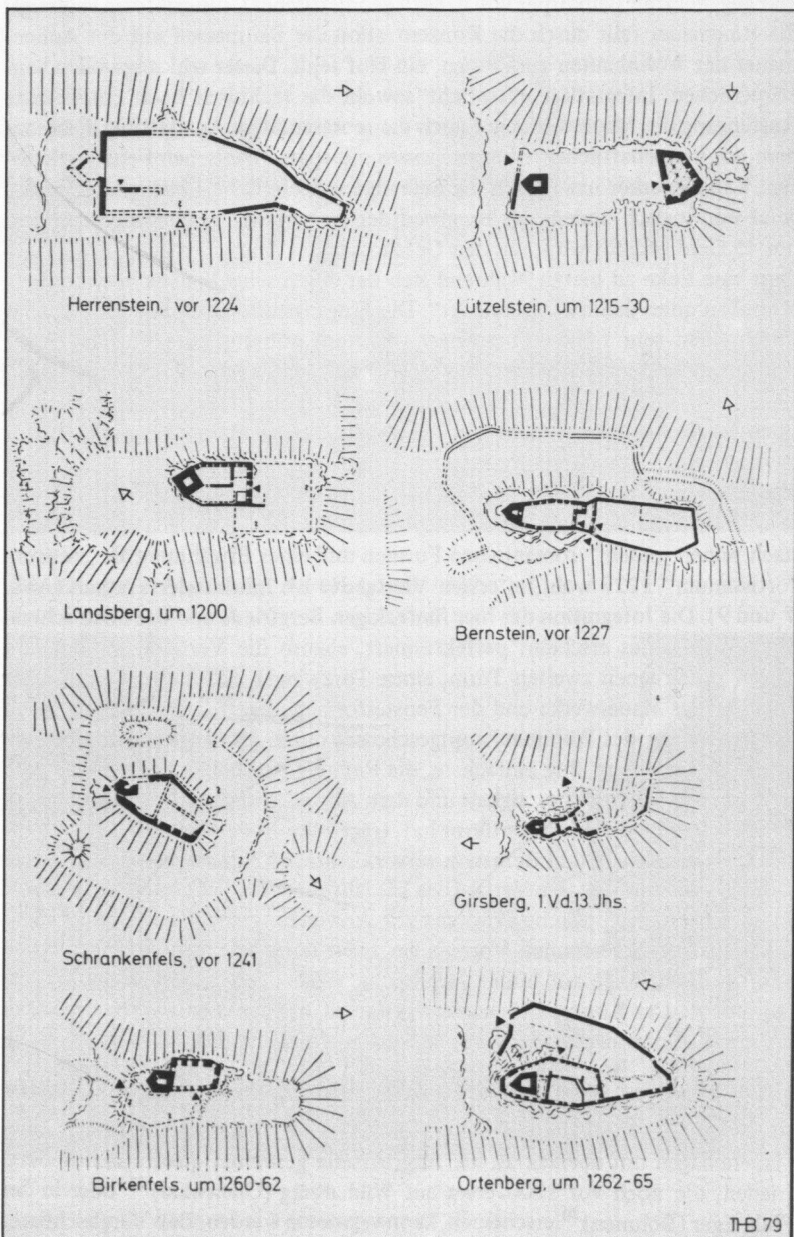 Herrenstein, vor 1224
Lützelstein, um 1215-30
Landsberg, um 1200
Bernstein, vor 1227
Schrankenfels, vor 1241
Girsberg, 1.V.d.13.Jhs.
Birkenfels, um 1260-62
Ortenberg, um 1262-65
THB 79